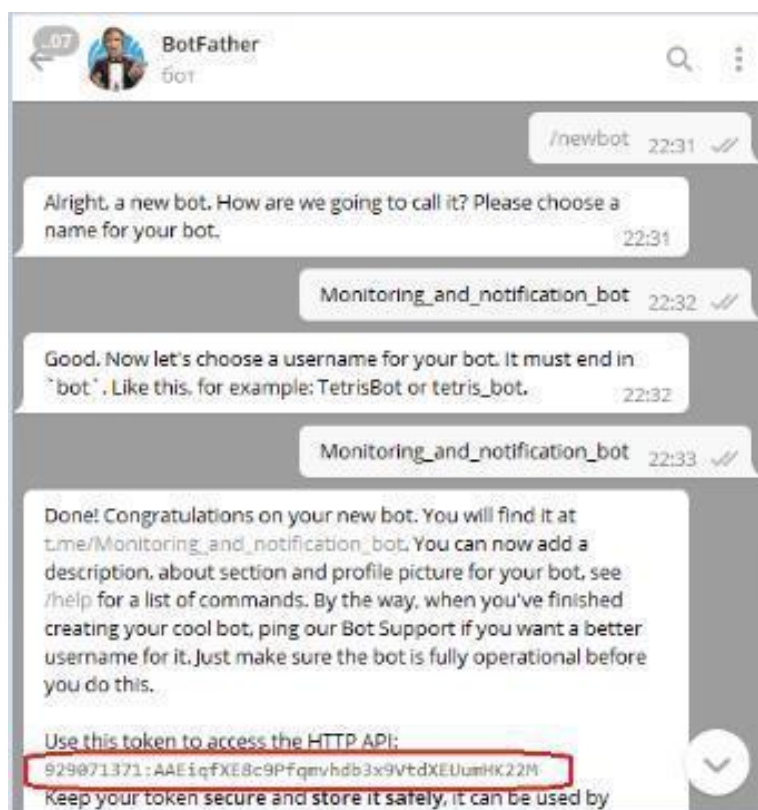 ..07
BotFather
бот
/newbot 22:31
Alright, a new bot. How are we going to call it? Please choose a
name for your bot.
22:31
Monitoring_and_notification_bot 22:32
Good. Now let's choose a username for your bot. It must end in
`bot`. Like this, for example: TetrisBot or tetris_bot.
22:32
Monitoring_and_notification_bot 22:33
Done! Congratulations on your new bot. You will find it at
t.me/Monitoring_and_notification_bot. You can now add a
description, about section and profile picture for your bot, see
/help for a list of commands. By the way, when you've finished
creating your cool bot, ping our Bot Support if you want a better
username for it. Just make sure the bot is fully operational before
you do this.
Use this token to access the HTTP API:
929071371:AAEiqfXE8c9Pfqmvhdb3x9VtdXEUumHK22M
Keep your token secure and store it safely, it can be used by